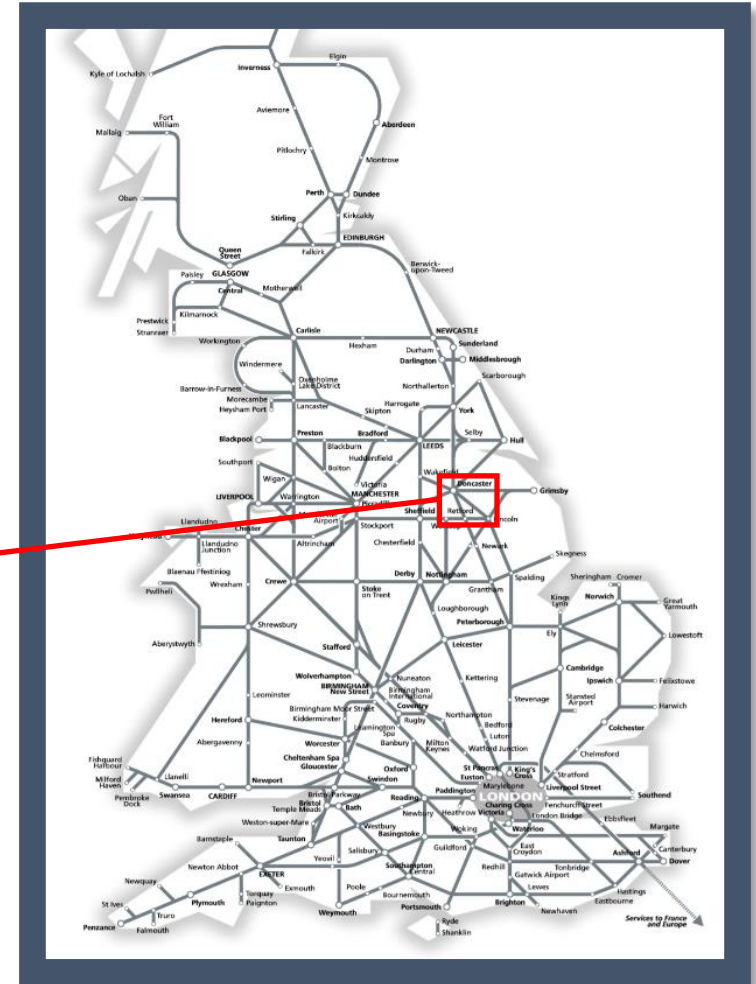 Elgin
Inverness
Kyle of Lochalsh
Aviemore
Fort
William
Mallaig
Aberdeen
Pitlochry
Montrose
Perth
Dundee
Oban
Stirling
Kirkcaldy
EDINBURGH
Queen
Street
Falkirk
Berwick-
upon-Tweed
Paisley
GLASGOW
Central
Motherwell
Prestwick
Kilmarnock
Stranraer
Carlisle
NEWCASTLE
Workington
Hexham
Sunderland
Durham
Darlington
Middlesbrough
Windermere
Scarborough
Oxenholme
Lake District
Barrow-in-Furness
Northallerton
Morecambe
Heysham Port
Lancaster
Harrogate
Skipton
York
Blackpool
Preston
Bradford
Selby
Hull
Blackburn
LEEDS
Huddersfield
Southport
Bolton
Wakefield
Wigan
Victoria
Doncaster
Grimsby
LIVERPOOL
Warrington
MANCHESTER
Sheffield
Retford
Airport
Stockport
Llandudno
Chester
Llandudno
Junction
Altrincham
Chesterfield
Newark
Skegness
Blaenau Ffestiniog
Pwllheli
Wrexham
Crewe
Stoke
on Trent
Derby
Nottingham
Grantham
Spalding
Sheringham
Cromer
Kings
Lynn
Norwich
Great
Yarmouth
Loughborough
Peterborough
Shrewsbury
Ely
Lowestoft
Aberystwyth
Stafford
Leicester
Wolverhampton
BIRMINGHAM
New Street
Nuneaton
Kettering
Cambridge
Birmingham
International
Ipswich
Felixstowe
Leominster
Stansted
Airport
Birmingham Moor Street
Coventry
Stevenage
Harwich
Hereford
Kidderminster
Leamington
Spa
Rugby
Northampton
Bedford
Colchester
Abergavenny
Worcester
Banbury
Milton
Keynes
Luton
Watford Junction
Chelmsford
Fishguard
Harbour
Cheltenham Spa
Gloucester
Oxford
St Pancras
Euston
King's
Cross
Stratford
Milford
Haven
Llanelli
Newport
Swindon
Paddington
Marylebone
Liverpool Street
Pembroke
Dock
Swansea
CARDIFF
Bristol Parkway
Bristol
Temple Meads
Bath
Reading
LONDON
Southend
Charing Cross
Fenchurch Street
Weston-super-Mare
Newbury
Heathrow
Victoria
London Bridge
Ebbsfleet
Barnstaple
Taunton
Westbury
Basingstoke
Woking
Waterloo
Margate
Salisbury
Guildford
East
Croydon
Canterbury
Newton Abbot
Yeovil
Southampton
Central
Redhill
Tonbridge
Ashford
Dover
EXETER
Gatwick Airport
Newquay
Exmouth
Poole
Lewes
Hastings
St Ives
Plymouth
Torquay
Paignton
Bournemouth
Eastbourne
Truro
Weymouth
Portsmouth
Brighton
Newhaven
Penzance
Falmouth
Ryde
Shanklin
Services to France
and Europe